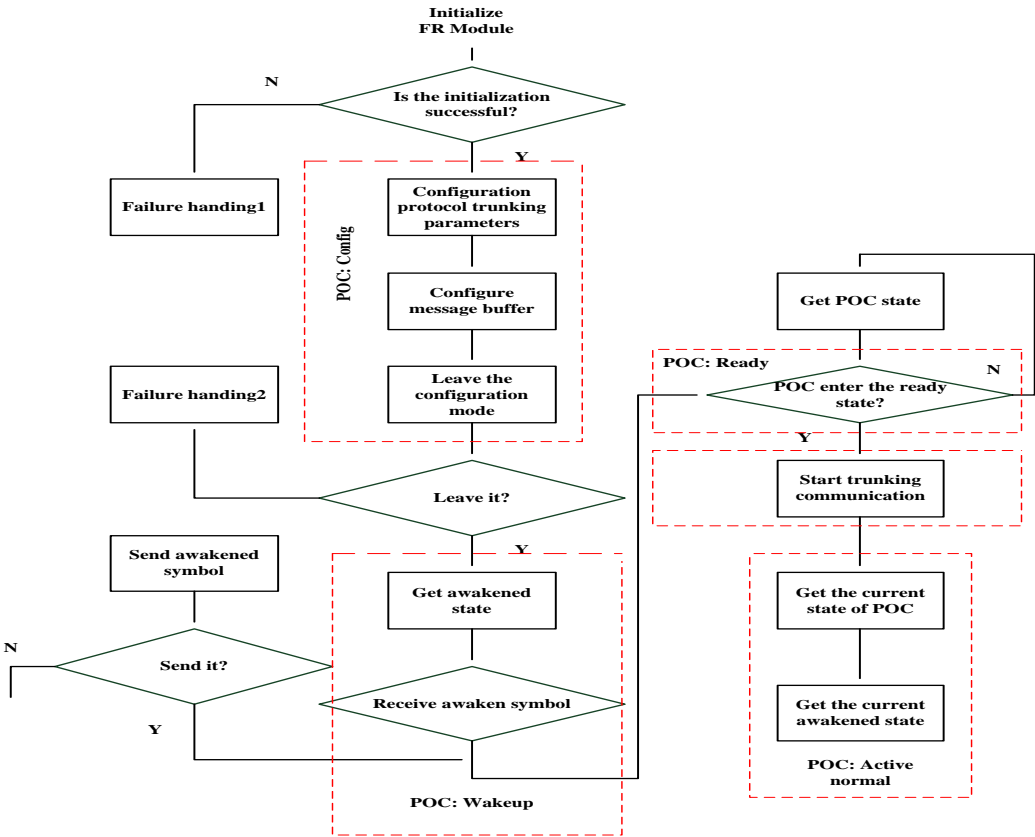 Initialize
FR Module
N
Is the initialization
successful?
Y
Failure handing1
Configuration
protocol trunking
parameters
POC: Config
Configure
message buffer
Failure handing2
Leave the
configuration
mode
Leave it?
Y
Send awakened
symbol
Get awakened
state
N
Send it?
Receive awaken symbol
Y
POC: Wakeup
Get POC state
POC: Ready
N
POC enter the ready
state?
Y
Start trunking
communication
Get the current
state of POC
Get the current
awakened state
POC: Active
normal